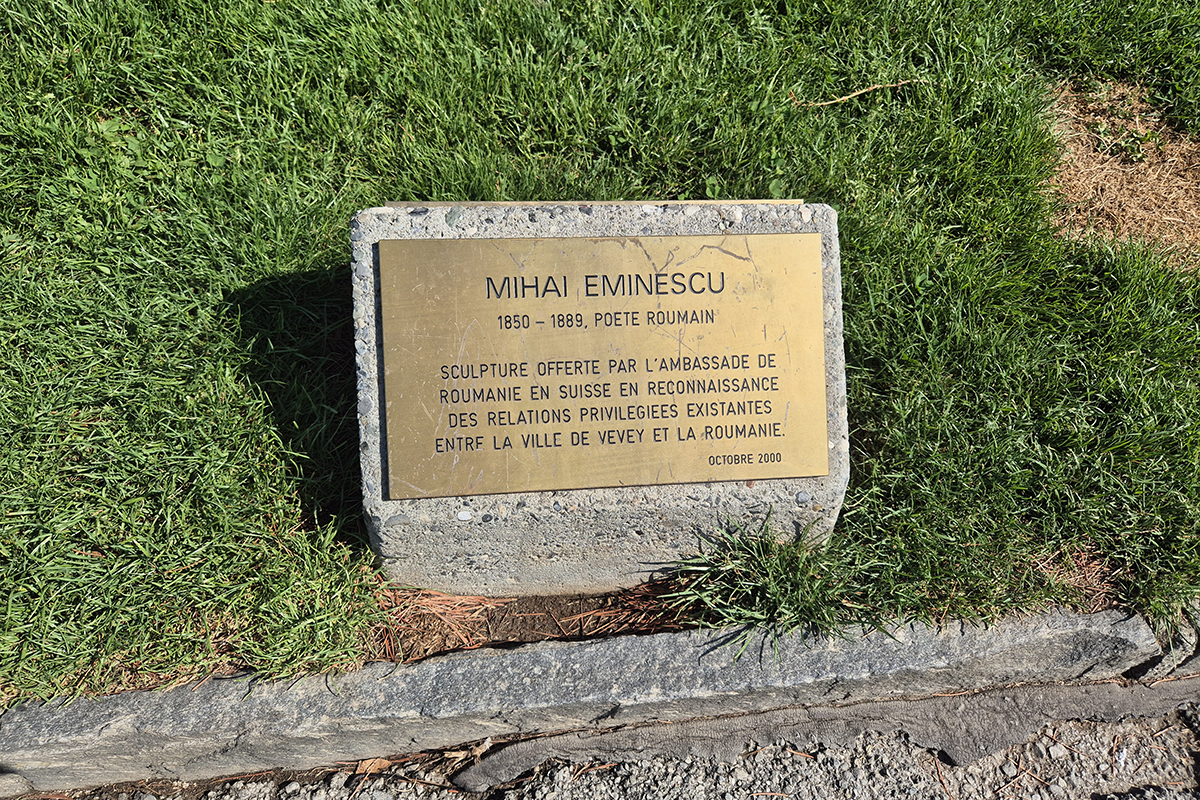 MIHAI EMINESCU
1850 – 1889, POETE ROUMAIN
SCULPTURE OFFERTE PAR L'AMBASSADE DE
ROUMANIE EN SUISSE EN RECONNAISSANCE
DES RELATIONS PRIVILEGIEES EXISTANTES
ENTRE LA VILLE DE VEVEY ET LA ROUMANIE.
OCTOBRE 2000